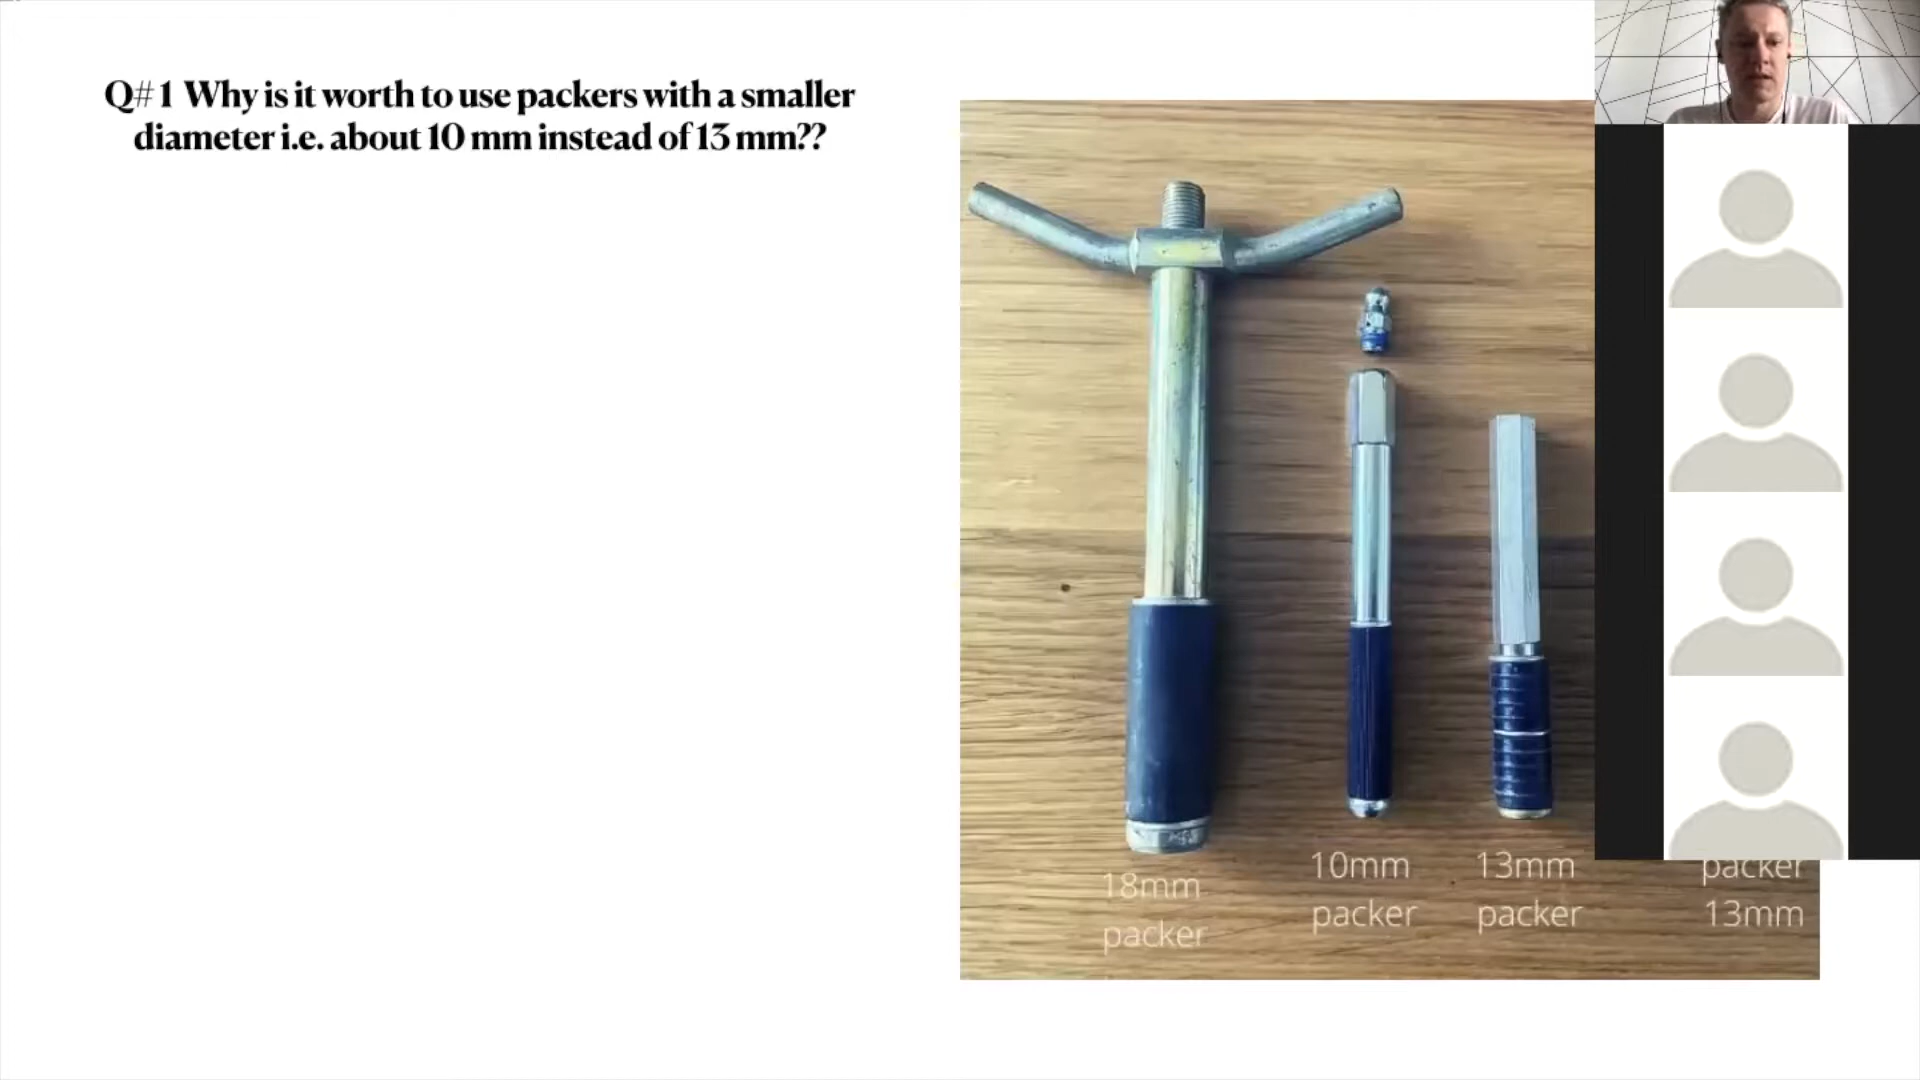 Q# 1 Why is it worth to use packers with a smaller
diameter i.e. about 10 mm instead of 13 mm??
18mm
packer
10mm
packer
13mm
packer
packer
13mm